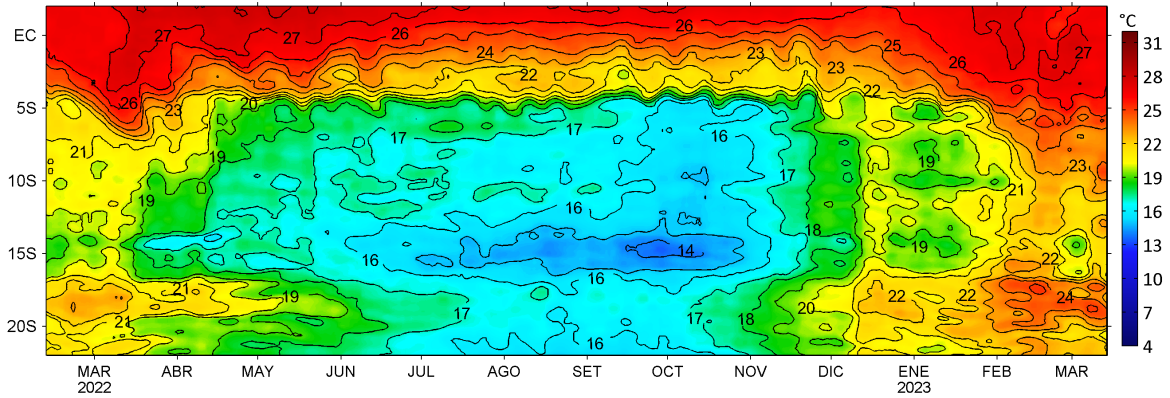 °C
27 27 26 26 26 27
EC 25
24 23 23 26
22
26 23 20 22
5S
17 16
21 19 19 23
10S 17 21
19 16
18
14 19
15S 16 16 22
21 19 22 22 24
17 17 18 20
20S 21 16
MAR ABR MAY JUN JUL AGO SET OCT NOV DIC ENE FEB MAR
2022 2023
31
28
25
22
19
16
13
10
7
4